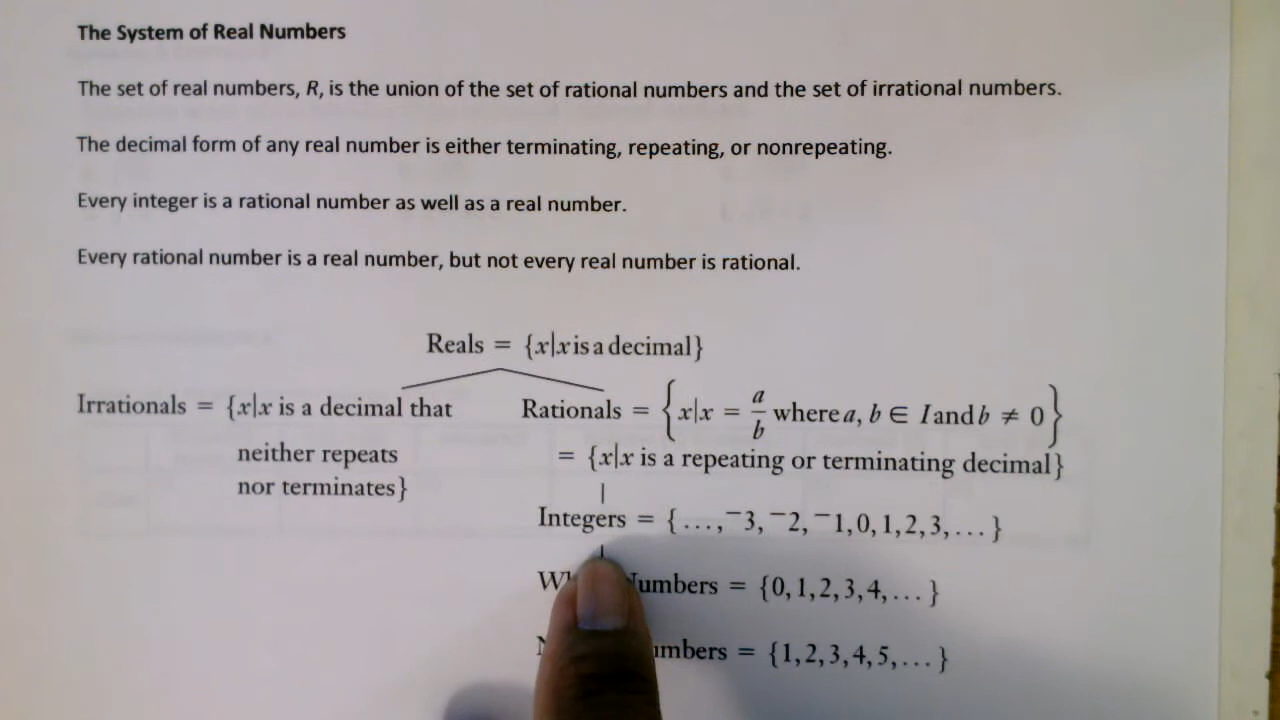 The System of Real Numbers
The set of real numbers, R, is the union of the set of rational numbers and the set of irrational numbers.
The decimal form of any real number is either terminating, repeating, or nonrepeating.
Every integer is a rational number as well as a real number.
Every rational number is a real number, but not every real number is rational.
Reals = {x|x is a decimal}
Irrationals = {x|x is a decimal that
neither repeats
nor terminates}
Rationals = {x|x = a/b where a, b ∈ I and b ≠ 0}
= {x|x is a repeating or terminating decimal}
Integers = {...,⁻3,⁻2,⁻1,0,1,2,3,...}
= {0,1,2,3,4,...}
= {1,2,3,4,5,...}